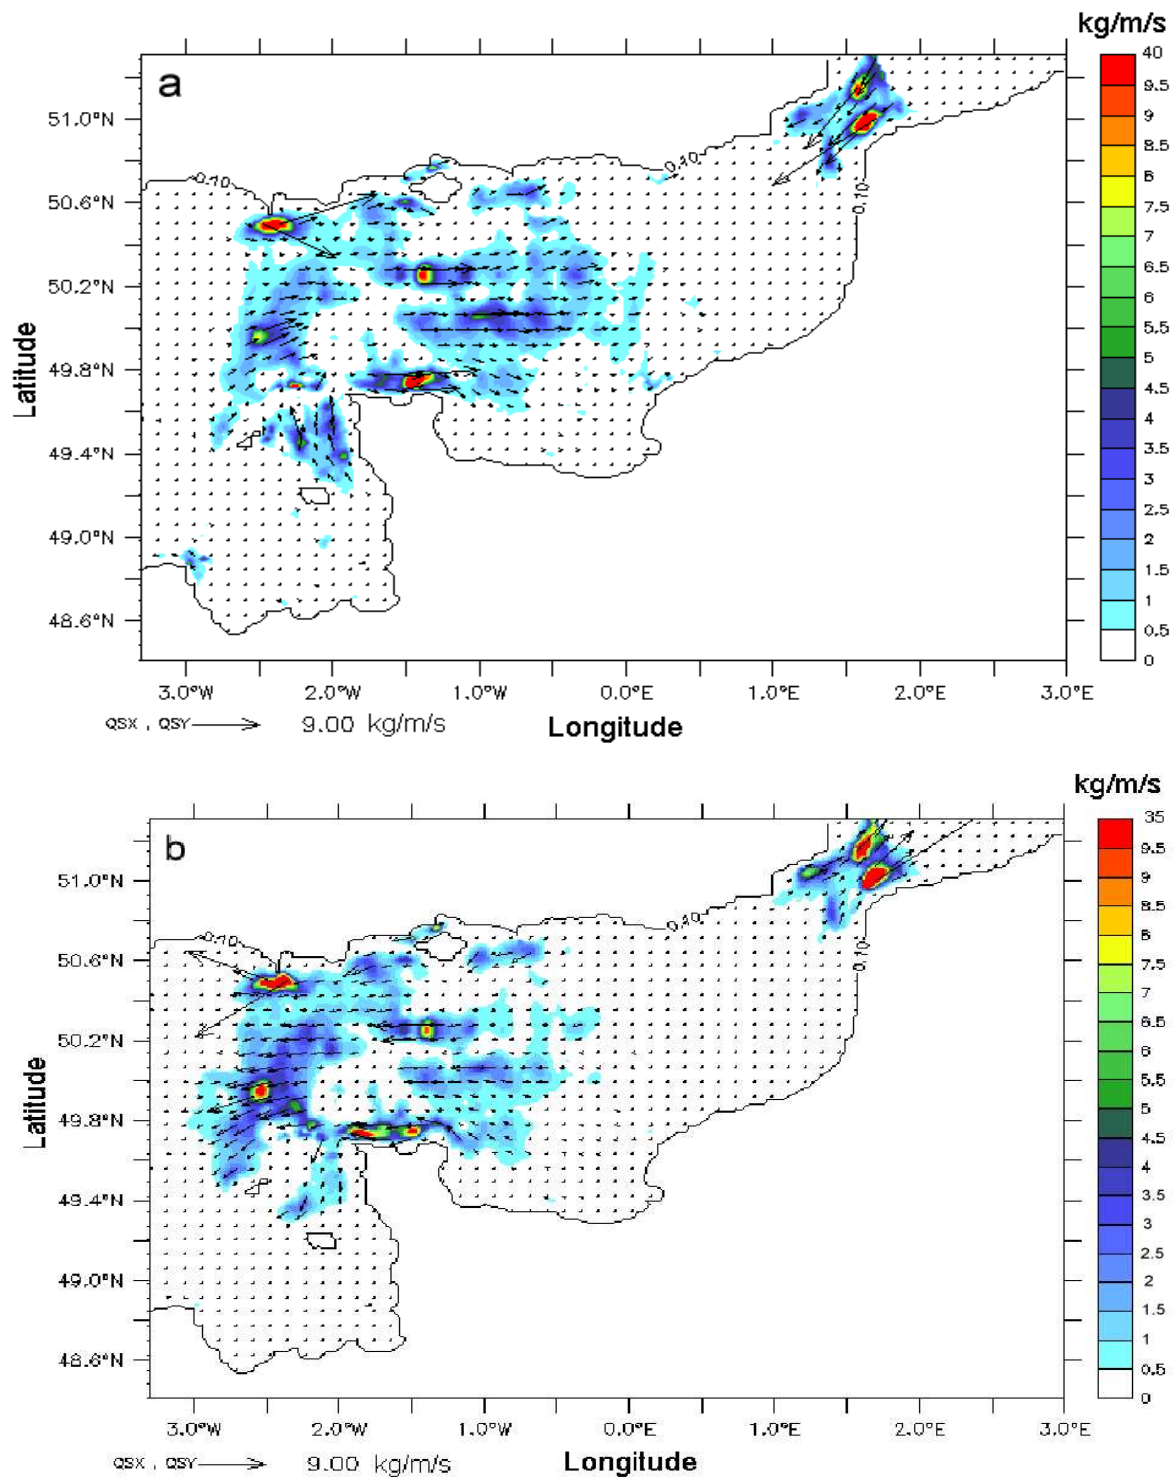 kg/m/s
a
40
9.5
9
8.5
8
7.5
7
6.5
6
5.5
5
4.5
4
3.5
3
2.5
2
1.5
1
0.5
0
51.0°N
50.6°N
50.2°N
49.8°N
49.4°N
49.0°N
48.6°N
Latitude
0.10
0.10
0.10
3.0°W 2.0°W 1.0°W 0.0°E 1.0°E 2.0°E 3.0°E
QSX , QSY 9.00 kg/m/s
Longitude
kg/m/s
b
35
9.5
9
8.5
8
7.5
7
6.5
6
5.5
5
4.5
4
3.5
3
2.5
2
1.5
1
0.5
0
51.0°N
50.6°N
50.2°N
49.8°N
49.4°N
49.0°N
48.6°N
Latitude
0.10
0.10
0.10
3.0°W 2.0°W 1.0°W 0.0°E 1.0°E 2.0°E 3.0°E
QSX , QSY 9.00 kg/m/s
Longitude